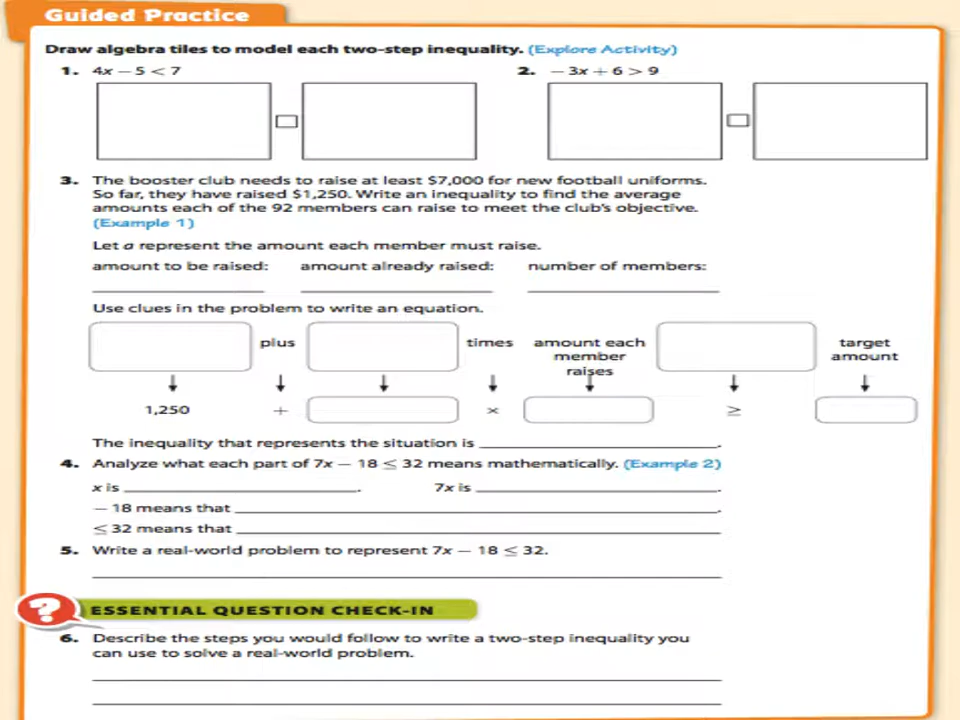 Guided Practice
Draw algebra tiles to model each two-step inequality. (Explore Activity)
1. 4x − 5 < 7
2. − 3x + 6 > 9
3. The booster club needs to raise at least $7,000 for new football uniforms.
So far, they have raised $1,250. Write an inequality to find the average
amounts each of the 92 members can raise to meet the club's objective.
(Example 1)
Let a represent the amount each member must raise.
amount to be raised: amount already raised: number of members:
Use clues in the problem to write an equation.
plus times amount each target
member amount
raises
1,250 + × ≥
The inequality that represents the situation is .
4. Analyze what each part of 7x − 18 ≤ 32 means mathematically. (Example 2)
x is . 7x is .
− 18 means that .
≤ 32 means that
5. Write a real-world problem to represent 7x − 18 ≤ 32.
? ESSENTIAL QUESTION CHECK-IN
6. Describe the steps you would follow to write a two-step inequality you
can use to solve a real-world problem.